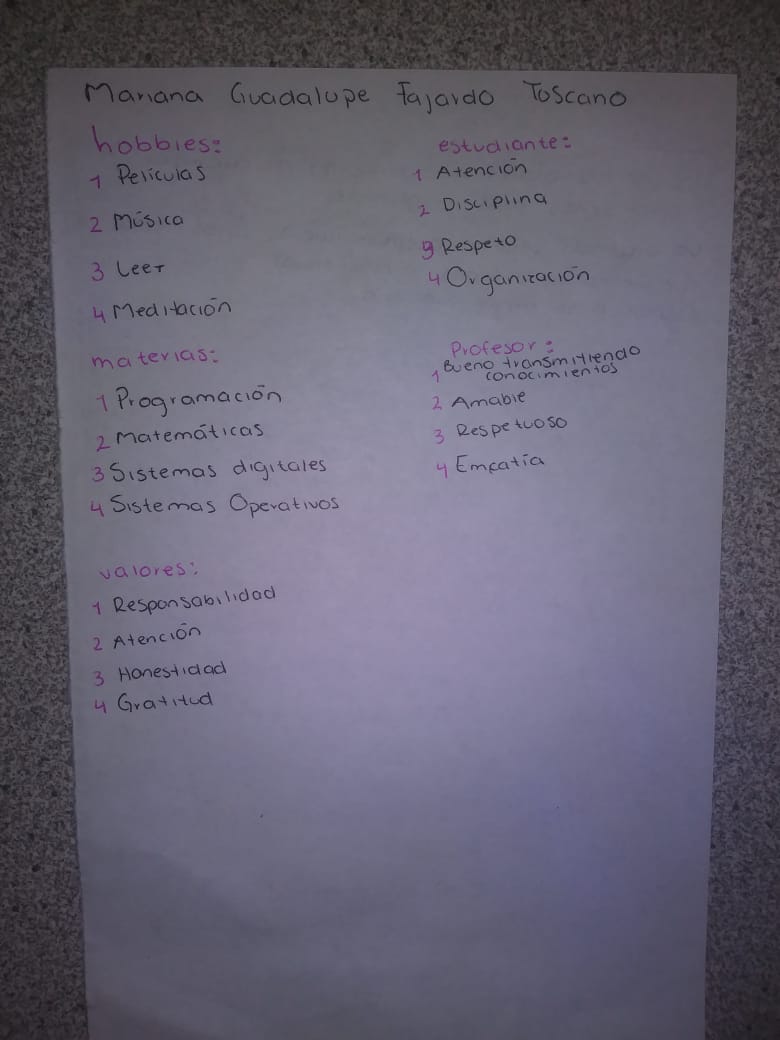 Mariana Guadalupe Fajardo Toscano
hobbies:
1 Películas
2 Música
3 Leer
4 Meditación
materias:
1 Programación
2 Matemáticas
3 Sistemas digitales
4 Sistemas Operativos
valores:
1 Responsabilidad
2 Atención
3 Honestidad
4 Gratitud
estudiante:
1 Atención
2 Disciplina
3 Respeto
4 Organización
Profesor:
1 Bueno transmitiendo
conocimientos
2 Amable
3 Respetuoso
4 Empatía